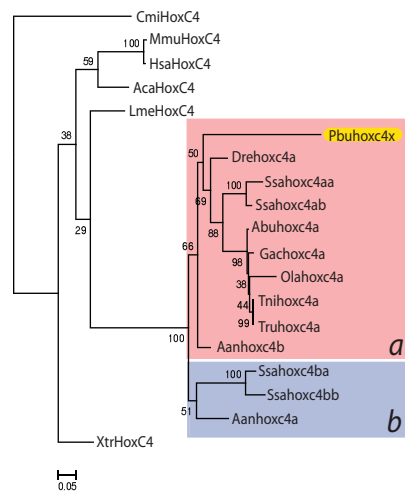 CmiHoxC4
100
MmuHoxC4
HsaHoxC4
59
AcaHoxC4
LmeHoxC4
38
29
Pbuhoxc4x
50
Drehoxc4a
69
100
Ssahoxc4aa
Ssahoxc4ab
88
Abuhoxc4a
66
98
Gachoxc4a
38
Olahoxc4a
44
Tnihoxc4a
99
Truhoxc4a
100
Aanhoxc4b
a
100
Ssahoxc4ba
Ssahoxc4bb
51
Aanhoxc4a
b
XtrHoxC4
0.05